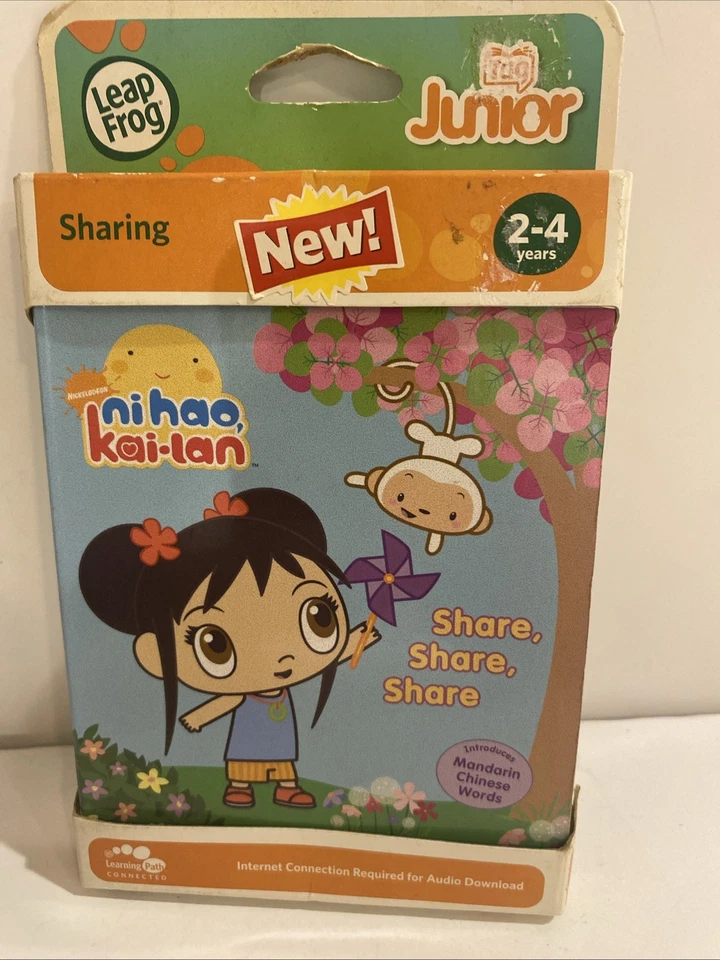 Leap
Frog
Tag
Junior
Sharing
New!
2-4
years
NICKELODEON
ni hao,
kai-lan
TM
Share,
Share,
Share
Introduces
Mandarin
Chinese
Words
Learning Path
CONNECTED
Internet Connection Required for Audio Download